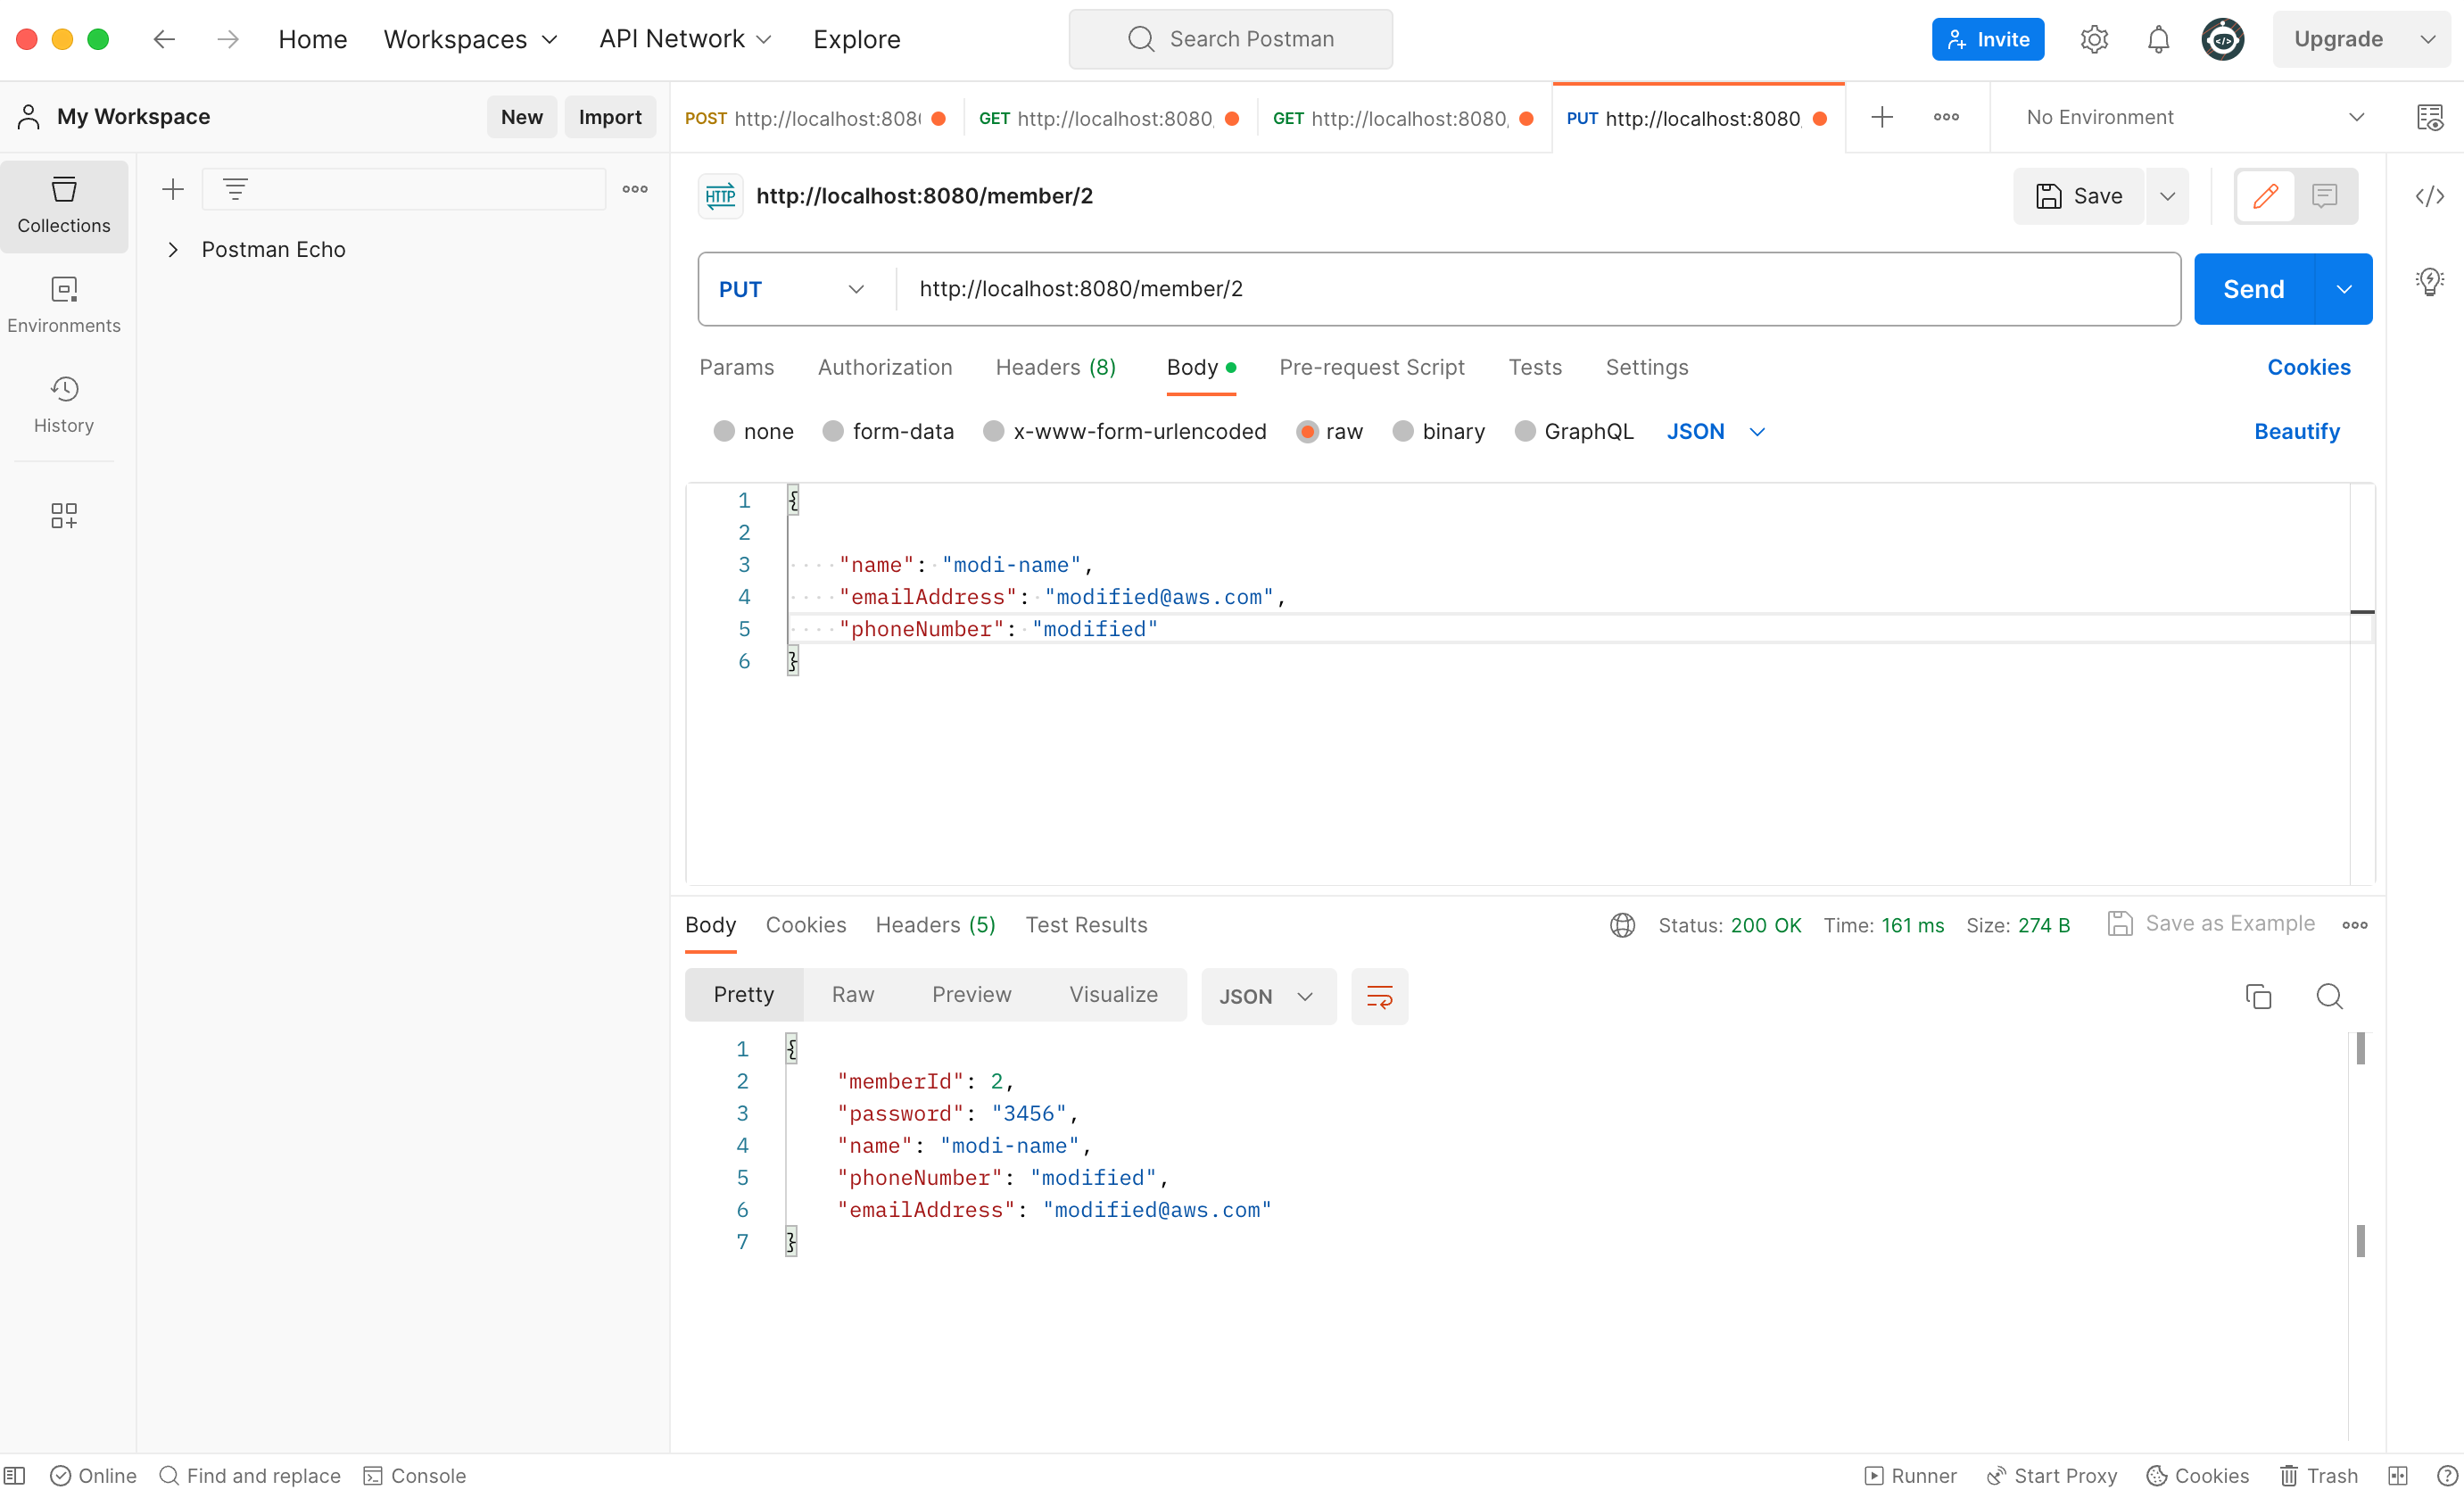 Home Workspaces API Network Explore Search Postman Invite Upgrade
My Workspace New Import POST http://localhost:808 GET http://localhost:8080 GET http://localhost:8080 PUT http://localhost:8080 No Environment
Collections
Environments
History
Postman Echo
HTTP http://localhost:8080/member/2 Save
PUT http://localhost:8080/member/2 Send
Params Authorization Headers (8) Body Pre-request Script Tests Settings Cookies
none form-data x-www-form-urlencoded raw binary GraphQL JSON Beautify
1 {
2
3 "name": "modi-name",
4 "emailAddress": "modified@aws.com",
5 "phoneNumber": "modified"
6 }
Body Cookies Headers (5) Test Results Status: 200 OK Time: 161 ms Size: 274 B Save as Example
Pretty Raw Preview Visualize JSON
1 {
2 "memberId": 2,
3 "password": "3456",
4 "name": "modi-name",
5 "phoneNumber": "modified",
6 "emailAddress": "modified@aws.com"
7 }
Online Find and replace Console Runner Start Proxy Cookies Trash